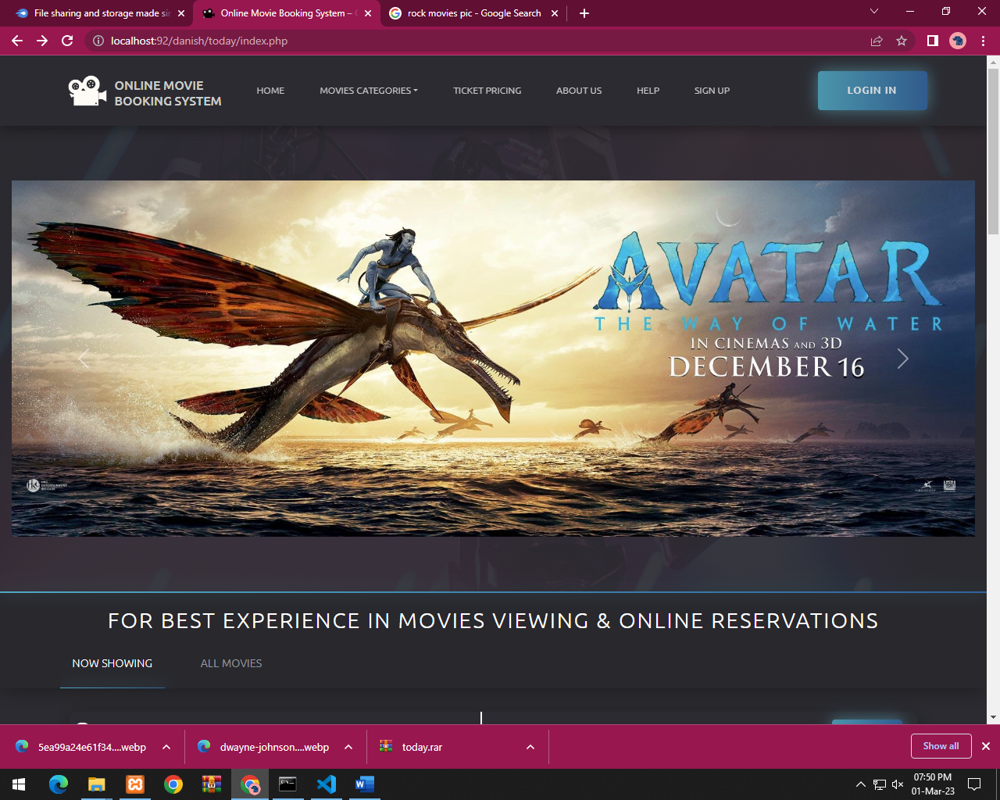 File sharing and storage made sir
Online Movie Booking System –
rock movies pic - Google Search
localhost:92/danish/today/index.php
ONLINE MOVIE
BOOKING SYSTEM
HOME
MOVIES CATEGORIES
TICKET PRICING
ABOUT US
HELP
SIGN UP
LOGIN IN
AVATAR
THE WAY OF WATER
IN CINEMAS AND 3D
DECEMBER 16
FOR BEST EXPERIENCE IN MOVIES VIEWING & ONLINE RESERVATIONS
NOW SHOWING
ALL MOVIES
5ea99a24e61f34....webp
dwayne-johnson....webp
today.rar
Show all
07:50 PM
01-Mar-23